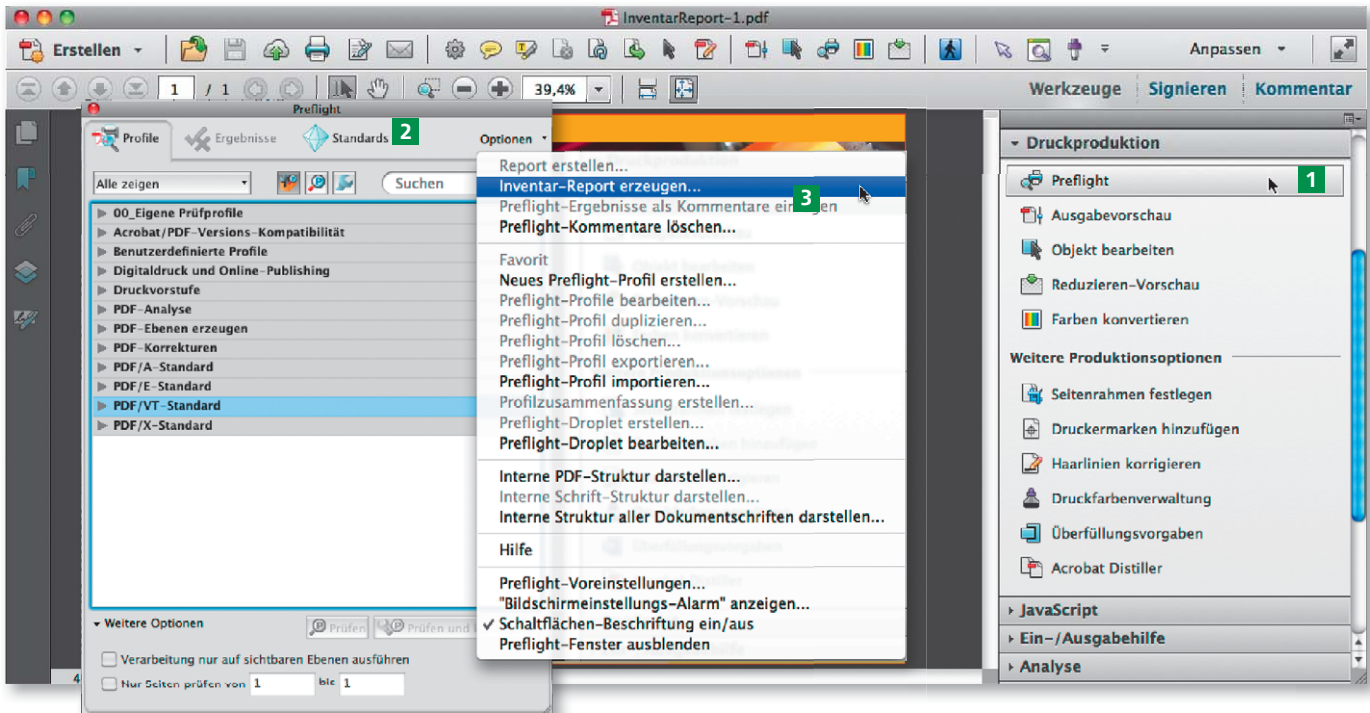 InventarReport-1.pdf
Erstellen
Anpassen
1 / 1
39,4%
Werkzeuge Signieren Kommentar
Preflight
Profile Ergebnisse Standards 2 Optionen
Alle zeigen Suchen
00_Eigene Prüfprofile
Acrobat/PDF-Versions-Kompatibilität
Benutzerdefinierte Profile
Digitaldruck und Online-Publishing
Druckvorstufe
PDF-Analyse
PDF-Ebenen erzeugen
PDF-Korrekturen
PDF/A-Standard
PDF/E-Standard
PDF/VT-Standard
PDF/X-Standard
Weitere Optionen
Prüfen Prüfen und
Verarbeitung nur auf sichtbaren Ebenen ausführen
Nur Seiten prüfen von 1 bis 1
Report erstellen...
Inventar-Report erzeugen...
3
Preflight-Ergebnisse als Kommentare einfügen
Preflight-Kommentare löschen...
Favorit
Neues Preflight-Profil erstellen...
Preflight-Profile bearbeiten...
Preflight-Profil duplizieren...
Preflight-Profil löschen...
Preflight-Profil exportieren...
Preflight-Profil importieren...
Profilzusammenfassung erstellen...
Preflight-Droplet erstellen...
Preflight-Droplet bearbeiten...
Interne PDF-Struktur darstellen...
Interne Schrift-Struktur darstellen...
Interne Struktur aller Dokumentschriften darstellen...
Hilfe
Preflight-Voreinstellungen...
"Bildschirmeinstellungs-Alarm" anzeigen...
✓ Schaltflächen-Beschriftung ein/aus
Preflight-Fenster ausblenden
Druckproduktion
Preflight 1
Ausgabevorschau
Objekt bearbeiten
Reduzieren-Vorschau
Farben konvertieren
Weitere Produktionsoptionen
Seitenrahmen festlegen
Druckermarken hinzufügen
Haarlinien korrigieren
Druckfarbenverwaltung
Überfüllungsvorgaben
Acrobat Distiller
JavaScript
Ein-/Ausgabehilfe
Analyse